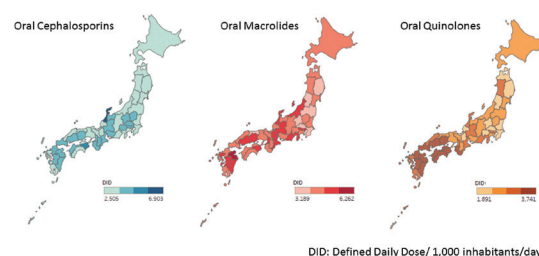 Oral Cephalosporins
Oral Macrolides
Oral Quinolones
DID
2.505 6.903
DID
3.189 6.262
DID
1.891 3.741
DID: Defined Daily Dose/ 1,000 inhabitants/day